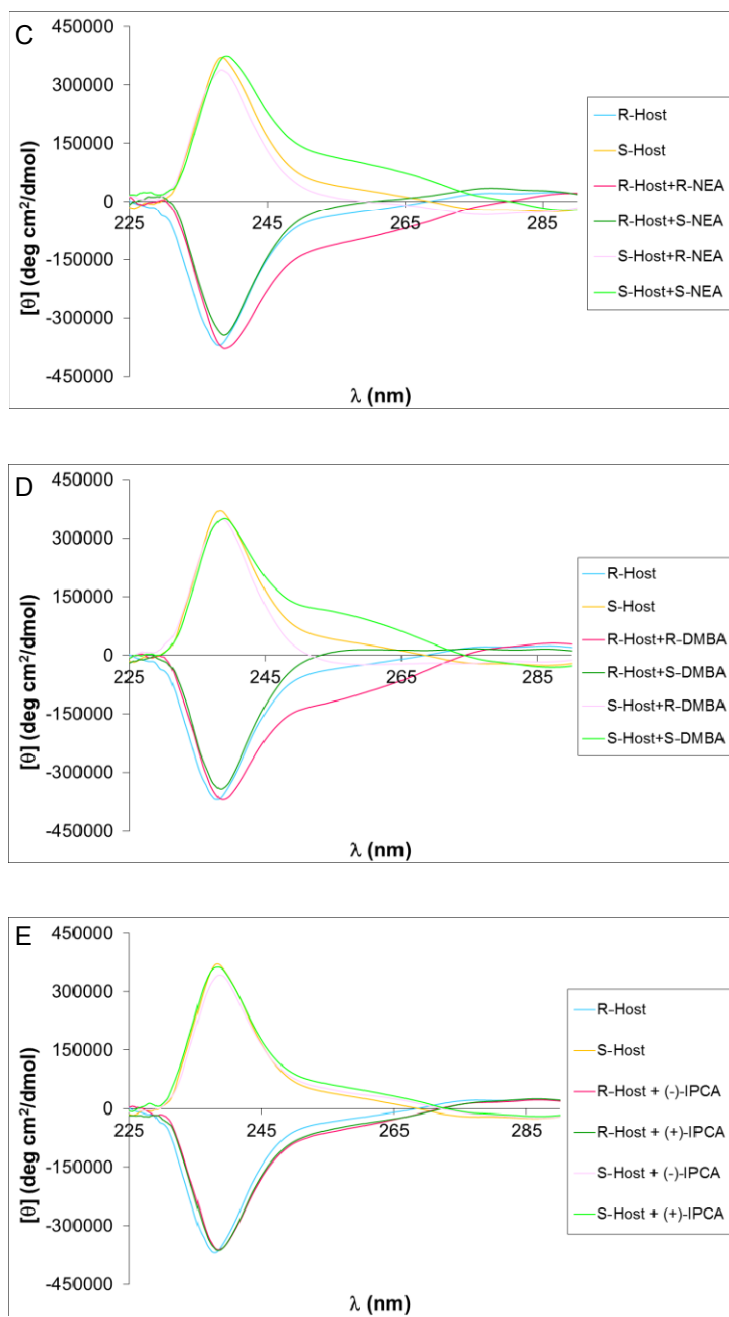 C
450000
300000
150000
0
-150000
-300000
-450000
225
245
265
285
[θ] (deg cm²/dmol)
λ (nm)
R-Host
S-Host
R-Host+R-NEA
R-Host+S-NEA
S-Host+R-NEA
S-Host+S-NEA
D
450000
300000
150000
0
-150000
-300000
-450000
225
245
265
285
[θ] (deg cm²/dmol)
λ (nm)
R-Host
S-Host
R-Host+R-DMBA
R-Host+S-DMBA
S-Host+R-DMBA
S-Host+S-DMBA
E
450000
300000
150000
0
-150000
-300000
-450000
225
245
265
285
[θ] (deg cm²/dmol)
λ (nm)
R-Host
S-Host
R-Host + (-)-IPCA
R-Host + (+)-IPCA
S-Host + (-)-IPCA
S-Host + (+)-IPCA